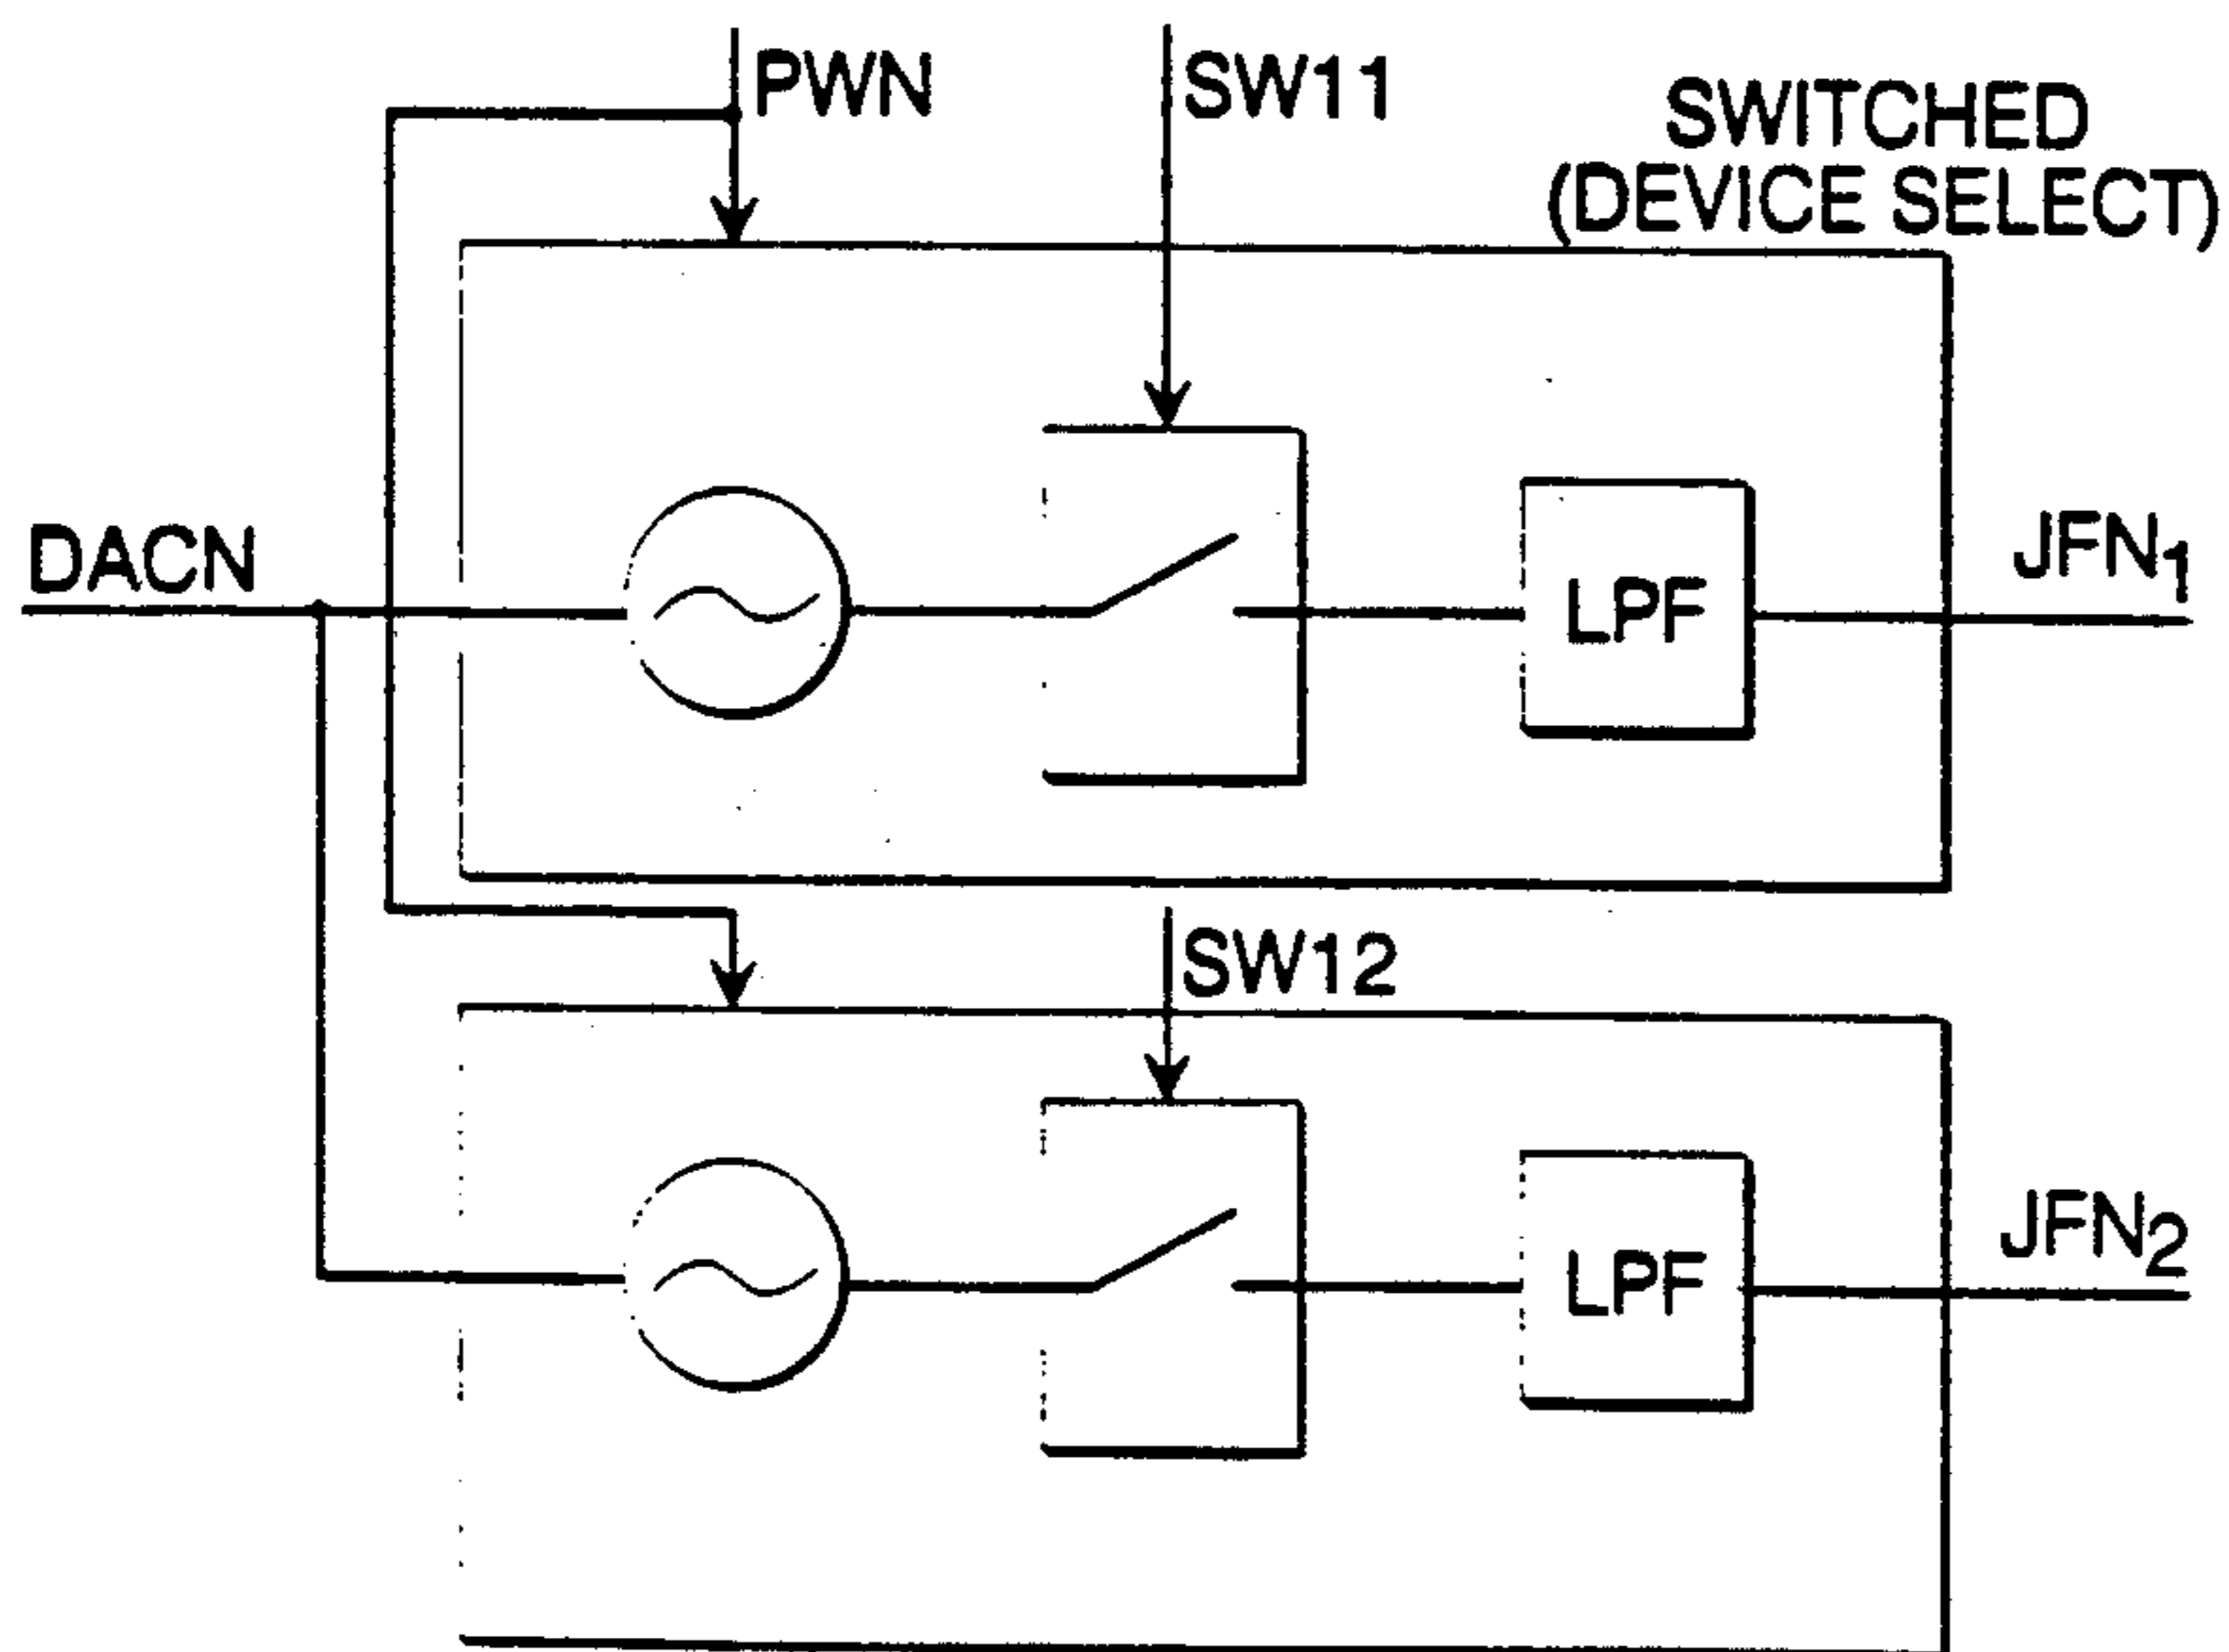 PWN
SW11
SWITCHED
(DEVICE SELECT)
DACN
LPF
JFN1
SW12
LPF
JFN2